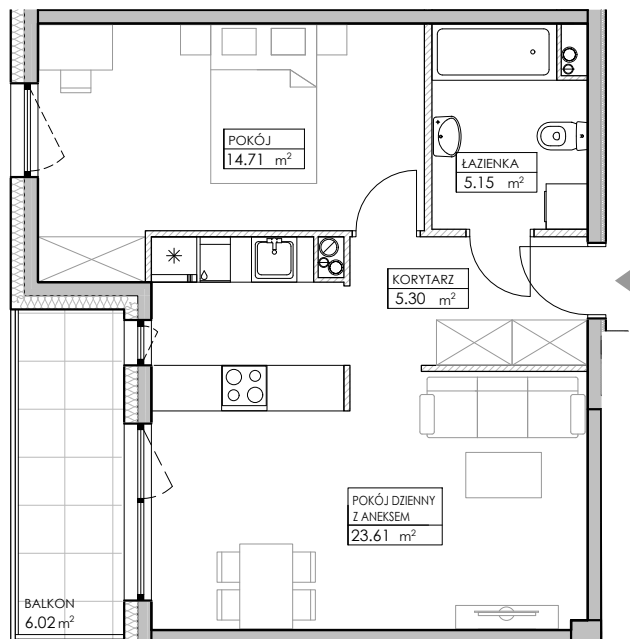 POKÓJ
14.71 m²
ŁAZIENKA
5.15 m²
KORYTARZ
5.30 m²
POKÓJ DZIENNY
Z ANEKSEM
23.61 m²
BALKON
6.02 m²